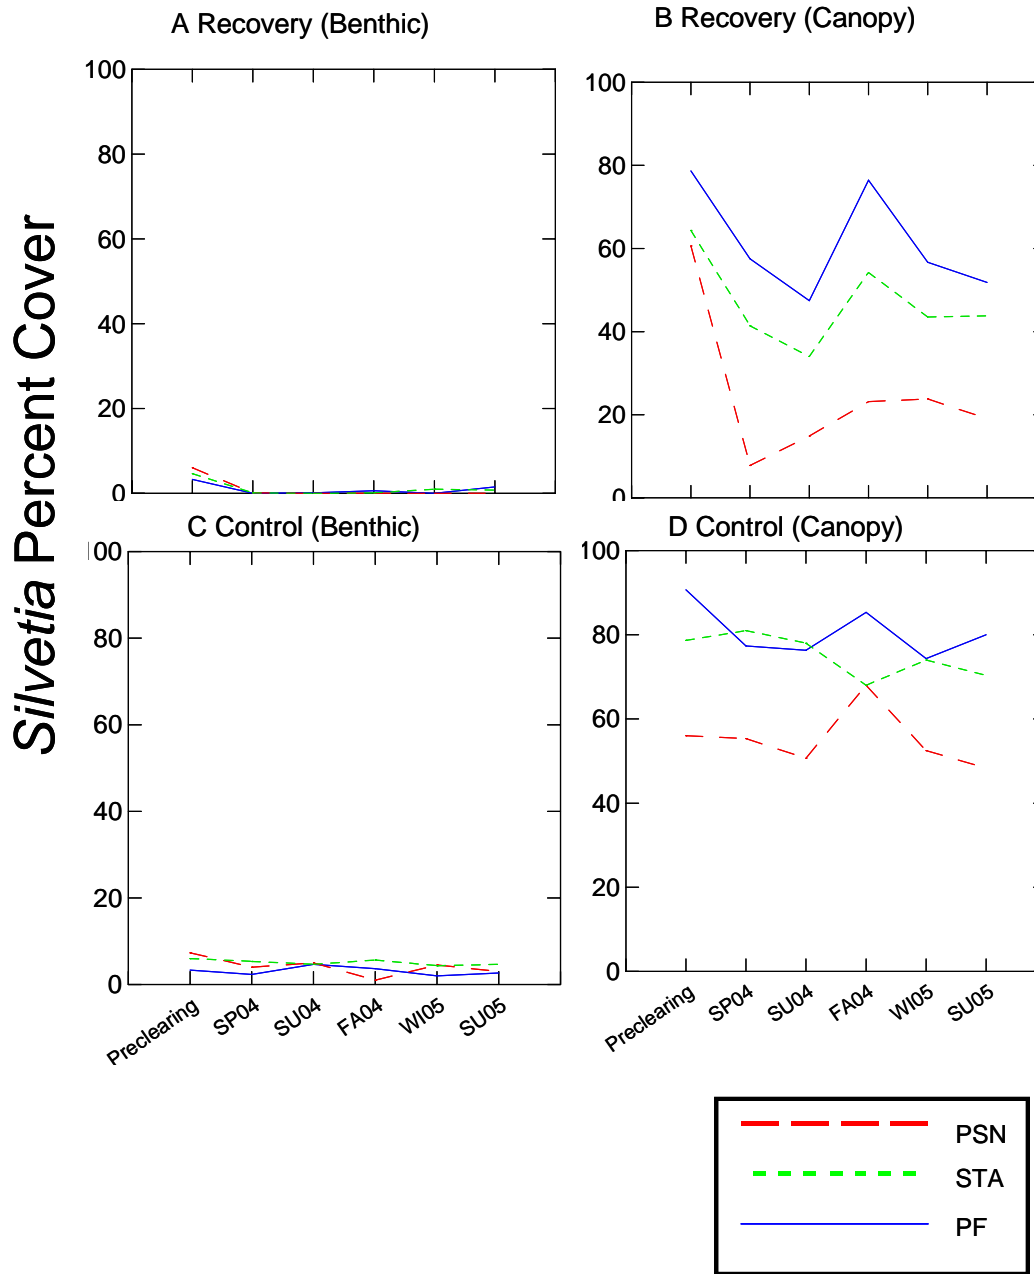 A Recovery (Benthic)
B Recovery (Canopy)
Silvetia Percent Cover
100
80
60
40
20
0
100
80
60
40
20
0
C Control (Benthic)
D Control (Canopy)
00
80
60
40
20
0
100
80
60
40
20
0
Preclearing
SP04
SU04
FA04
WI05
SU05
Preclearing
SP04
SU04
FA04
WI05
SU05
PSN
STA
PF